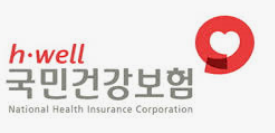 h·well
국민건강보험
National Health Insurance Corporation